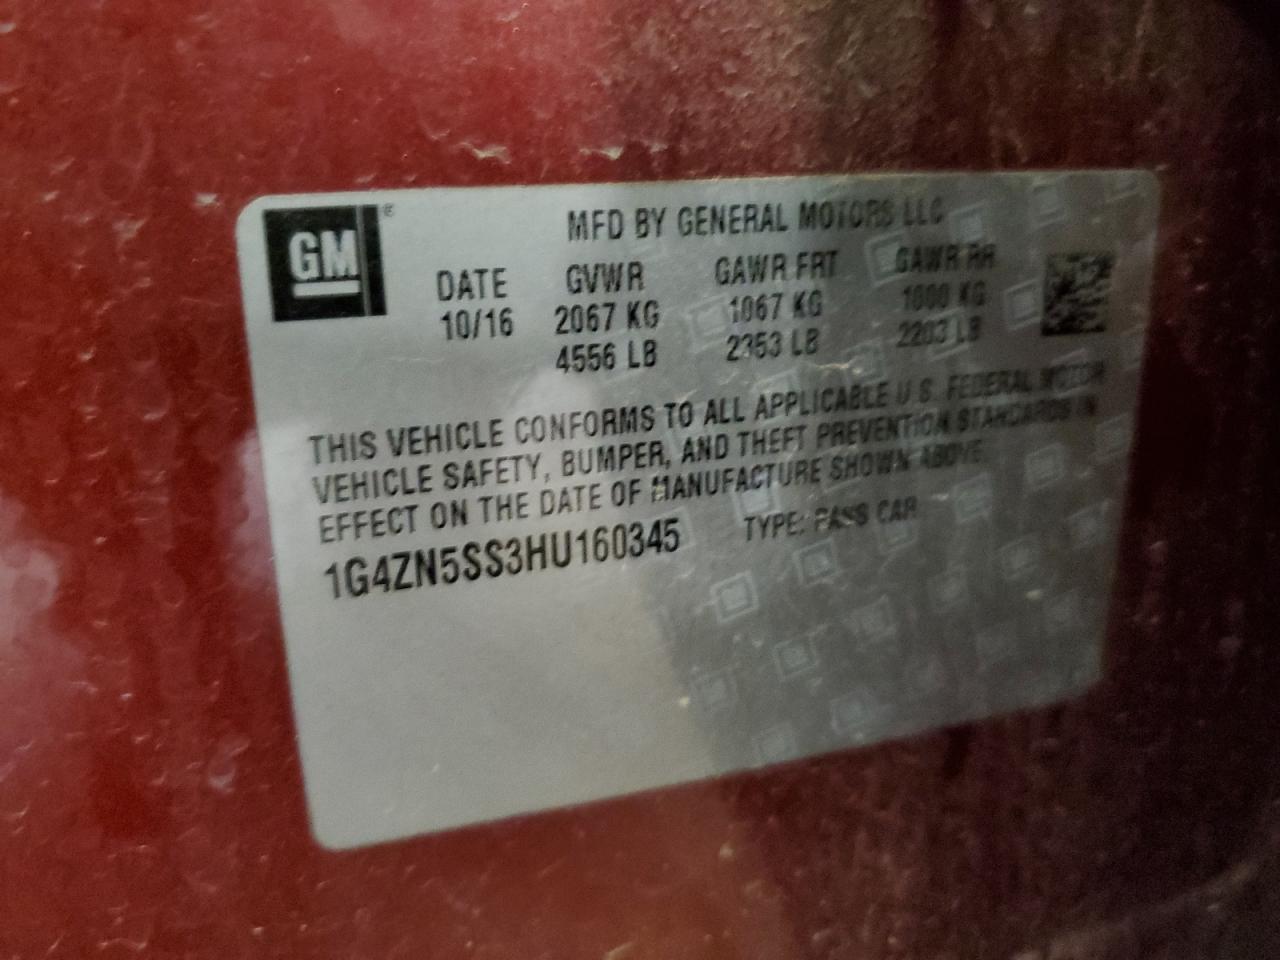 GM®
MFD BY GENERAL MOTORS LLC
DATE GVWR GAWR FRT GAWR RR
10/16 2067 KG 1067 KG 1000 KG
4556 LB 2353 LB 2203 LB
THIS VEHICLE CONFORMS TO ALL APPLICABLE U.S. FEDERAL MOTOR
VEHICLE SAFETY, BUMPER, AND THEFT PREVENTION STANDARDS IN
EFFECT ON THE DATE OF MANUFACTURE SHOWN ABOVE.
1G4ZN5SS3HU160345 TYPE: PASS CAR